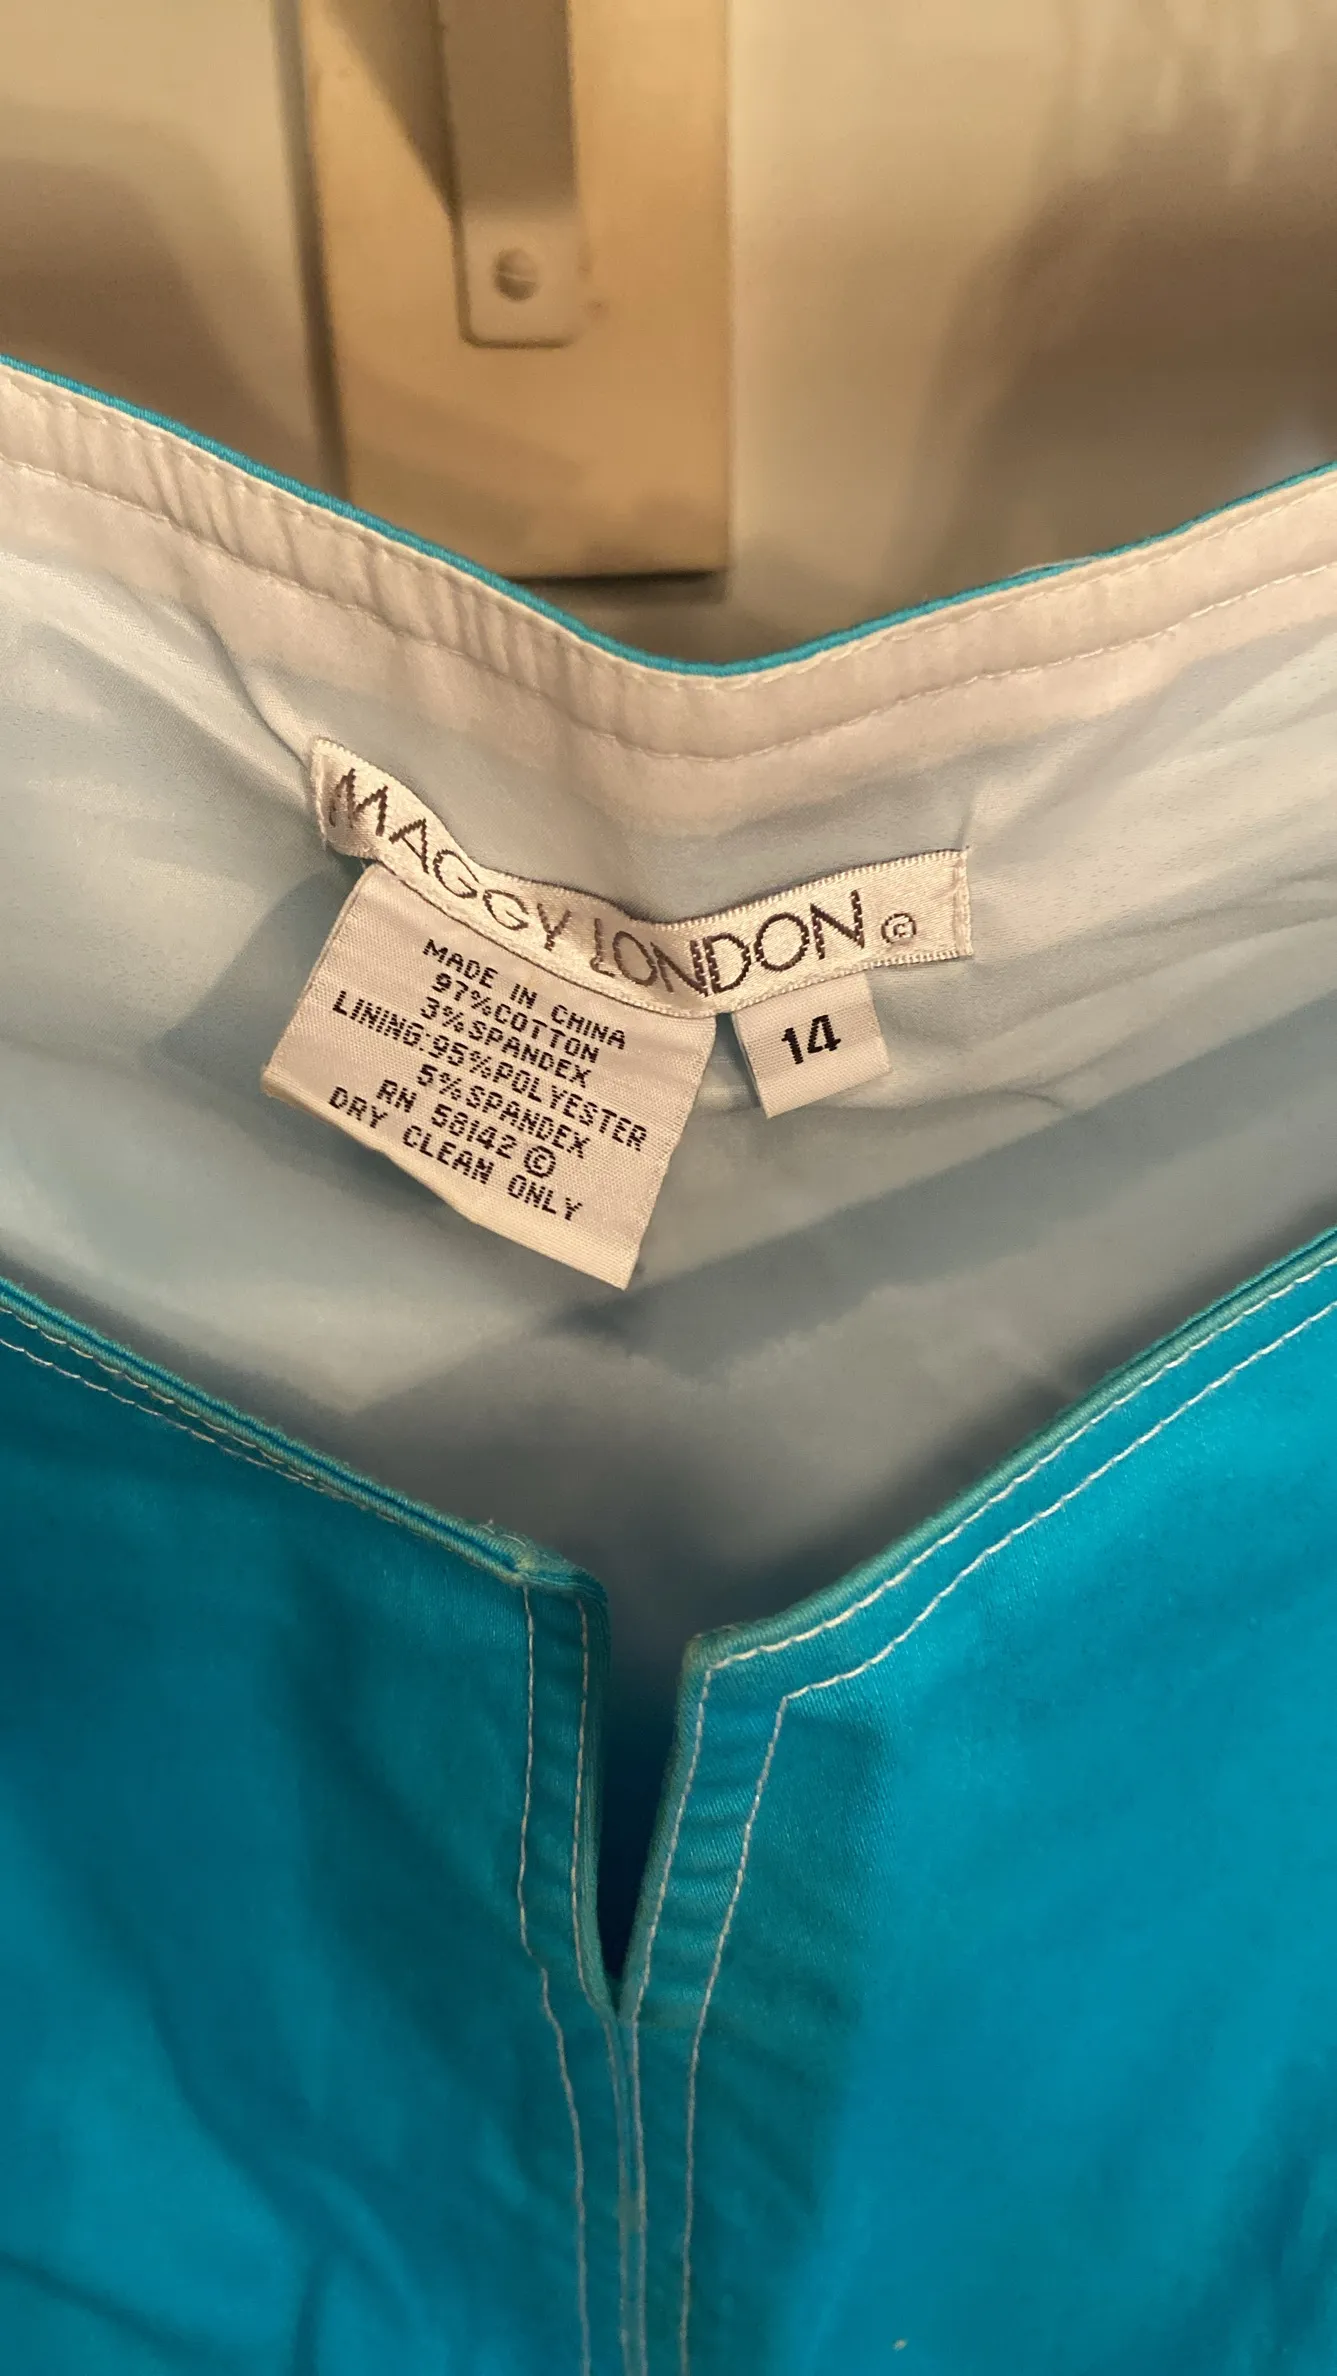 MAGGY LONDON ©
14
MADE IN CHINA
97%COTTON
3%SPANDEX
LINING:95%POLYESTER
5%SPANDEX
RN 58142 ©
DRY CLEAN ONLY